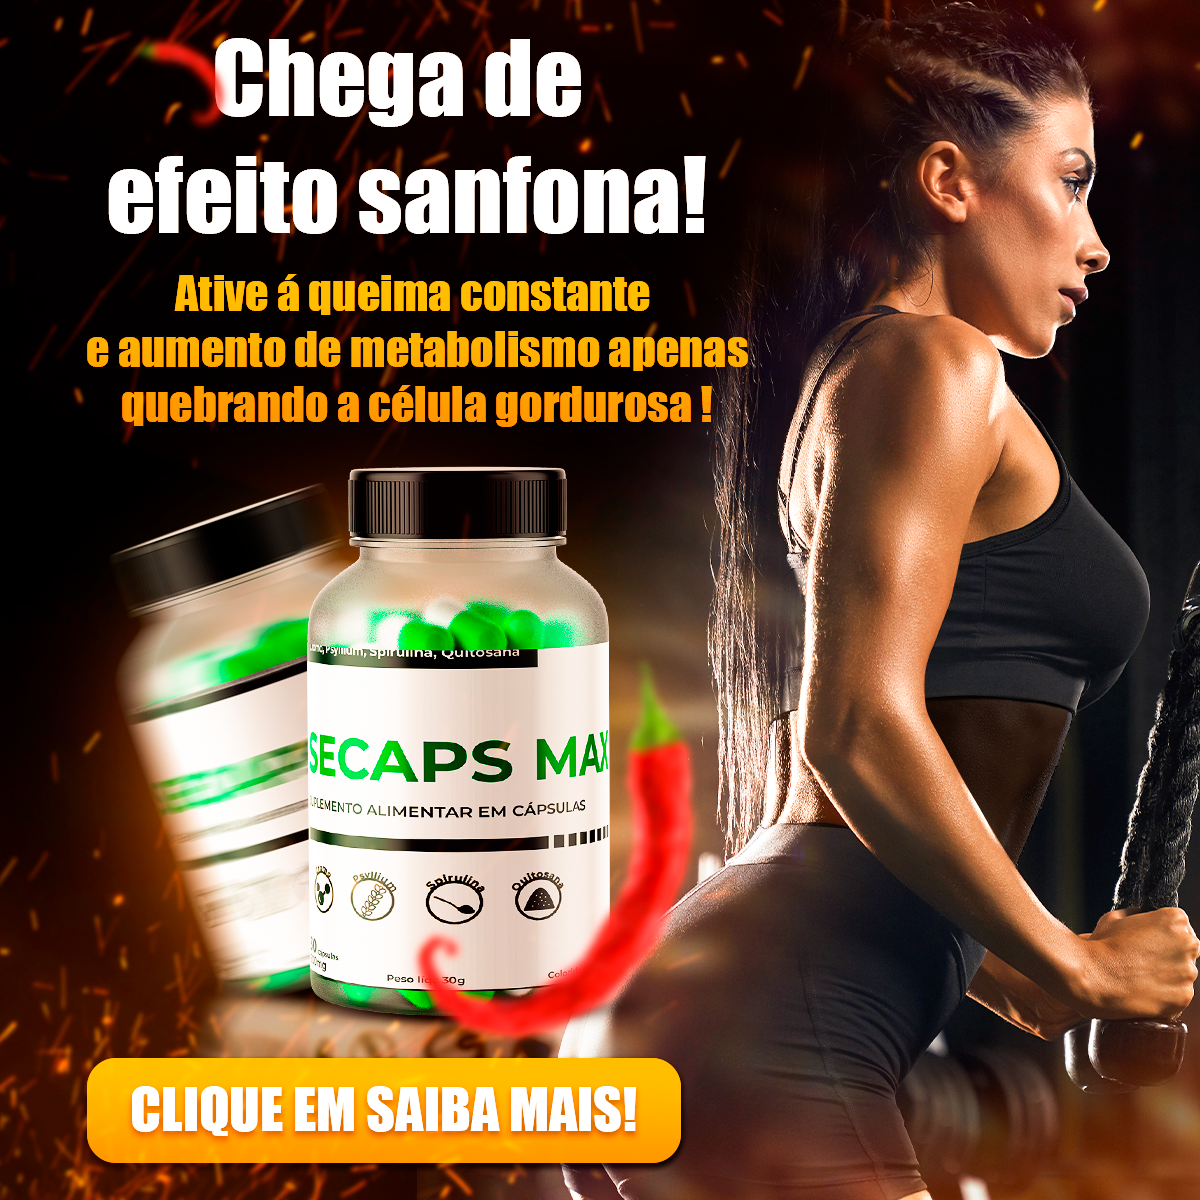 Chega de
efeito sanfona!
Ative á queima constante
e aumento de metabolismo apenas
quebrando a célula gordurosa !
Psyllium, Spirulina, Quitosana
SECAPS MAX
SUPLEMENTO ALIMENTAR EM CÁPSULAS
Psyllium Spirulina Quitosana
cápsulas
Peso 30g
CLIQUE EM SAIBA MAIS!